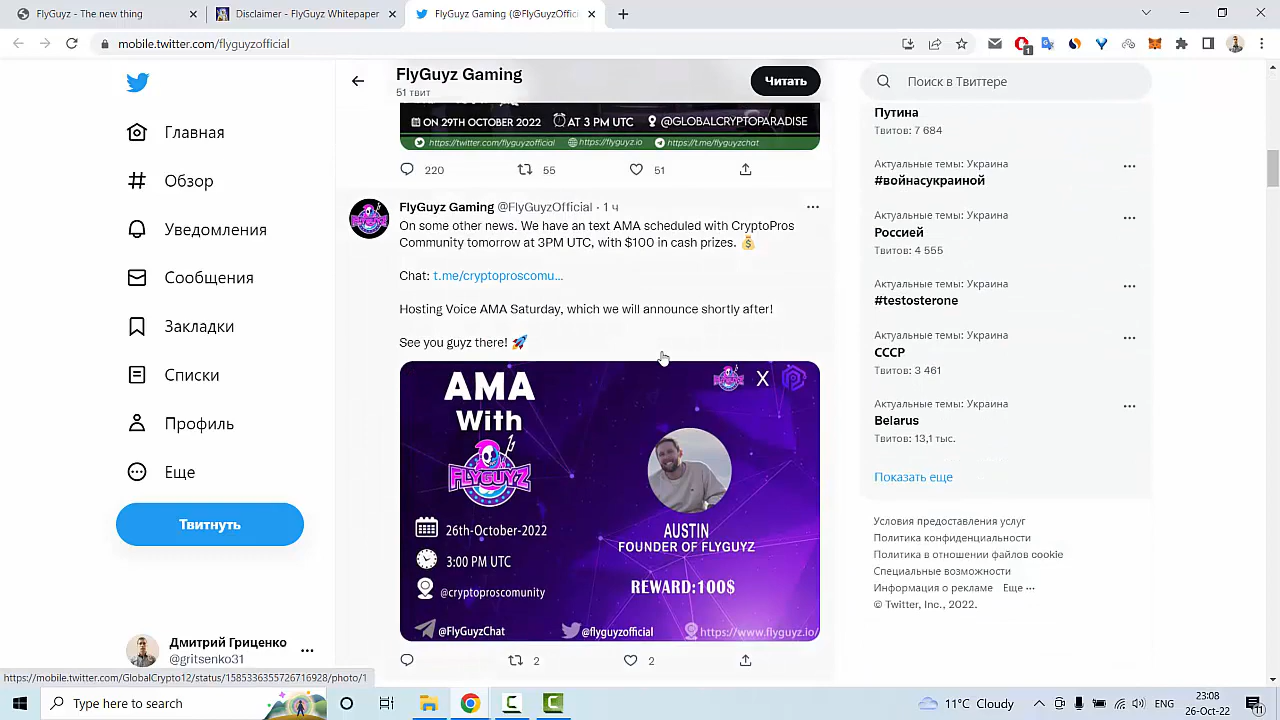 FlyGuyz - The new thin
Disclaimer - FlyGuyz Whitepaper
FlyGuyz Gaming (@FlyGuyzOffici
mobile.twitter.com/flyguyzofficial
1
FlyGuyz Gaming
51 твит
Читать
Поиск в Твиттере
Главная
Обзор
Уведомления
Сообщения
Закладки
Списки
Профиль
Еще
Твитнуть
Дмитрий Гриценко
@gritsenko31
ON 29TH OCTOBER 2022 AT 3 PM UTC @GLOBALCRYPTOPARADISE
https://twitter.com/flyguyzofficial https://flyguyz.io https://t.me/flyguyzchat
220 55 51
FlyGuyz Gaming @FlyGuyzOfficial · 1 ч
On some other news. We have an text AMA scheduled with CryptoPros
Community tomorrow at 3PM UTC, with $100 in cash prizes. 💰
Chat: t.me/cryptoproscomu...
Hosting Voice AMA Saturday, which we will announce shortly after!
See you guyz there! 🚀
AMA
With
FLYGUYZ
X
26th-October-2022
3:00 PM UTC
@cryptoproscomunity
AUSTIN
FOUNDER OF FLYGUYZ
REWARD:100$
@FlyGuyzChat @flyguyzofficial https://www.flyguyz.io/
2 2
Путина
Твитов: 7 684
Актуальные темы: Украина
#войнасукраиной
Актуальные темы: Украина
Россией
Твитов: 4 555
Актуальные темы: Украина
#testosterone
Актуальные темы: Украина
СССР
Твитов: 3 461
Актуальные темы: Украина
Belarus
Твитов: 13,1 тыс.
Показать еще
Условия предоставления услуг
Политика конфиденциальности
Политика в отношении файлов cookie
Специальные возможности
Информация о рекламе Еще ···
© Twitter, Inc., 2022.
https://mobile.twitter.com/GlobalCrypto12/status/1585336355726716928/photo/1
Type here to search
11°C Cloudy
ENG
23:08
26-Oct-22
11